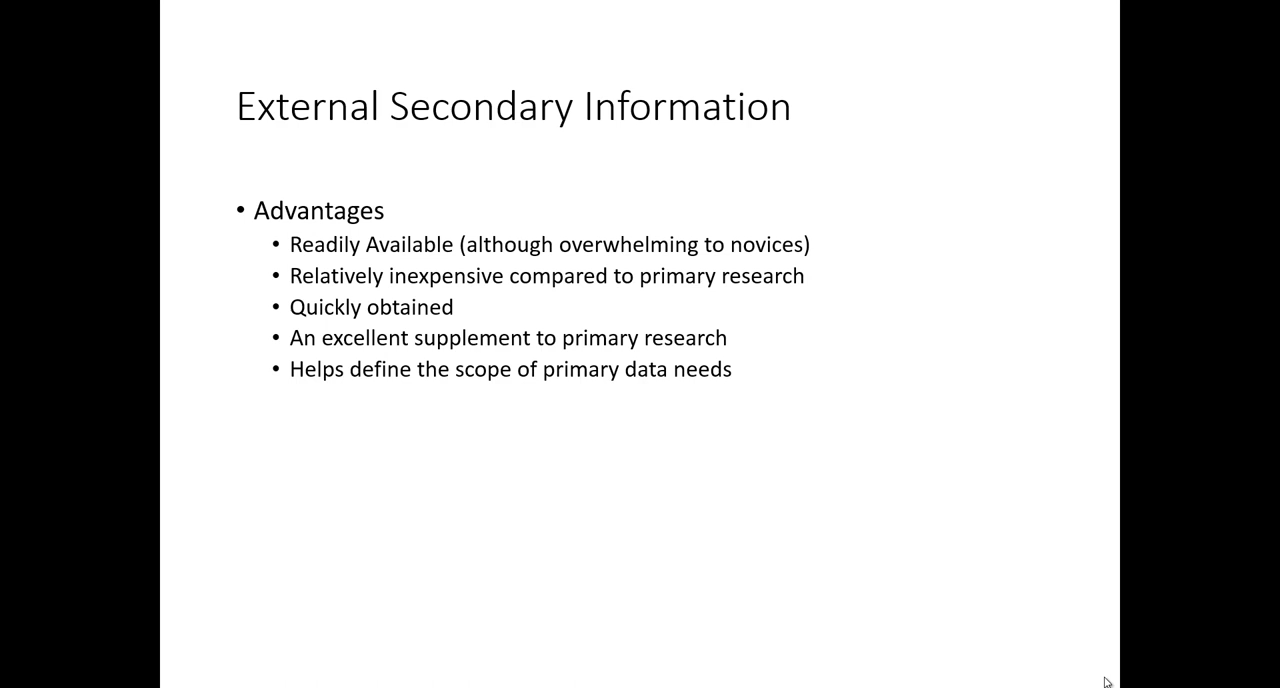 External Secondary Information
• Advantages
• Readily Available (although overwhelming to novices)
• Relatively inexpensive compared to primary research
• Quickly obtained
• An excellent supplement to primary research
• Helps define the scope of primary data needs